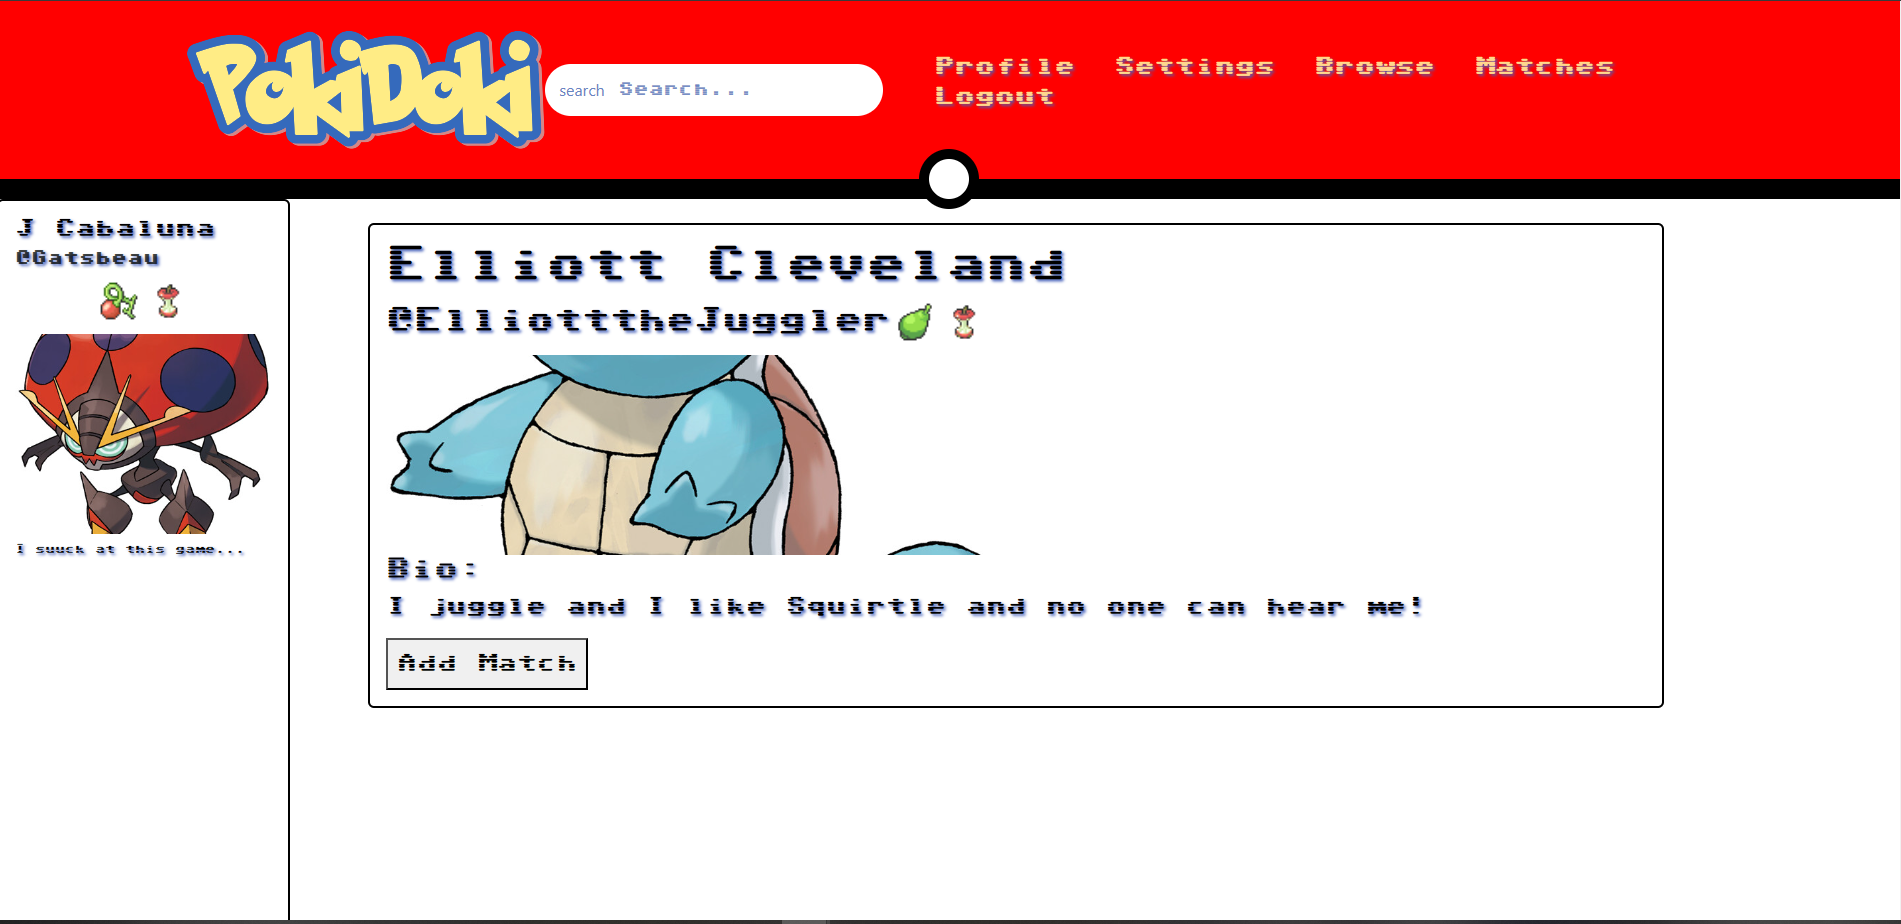 PokiDoki
search Search...
Profile Settings Browse Matches
Logout
J Cabaluna
@Gatsbeau
I suuck at this game...
Elliott Cleveland
@ElliotttheJuggler
Bio:
I juggle and I like Squirtle and no one can hear me!
Add Match